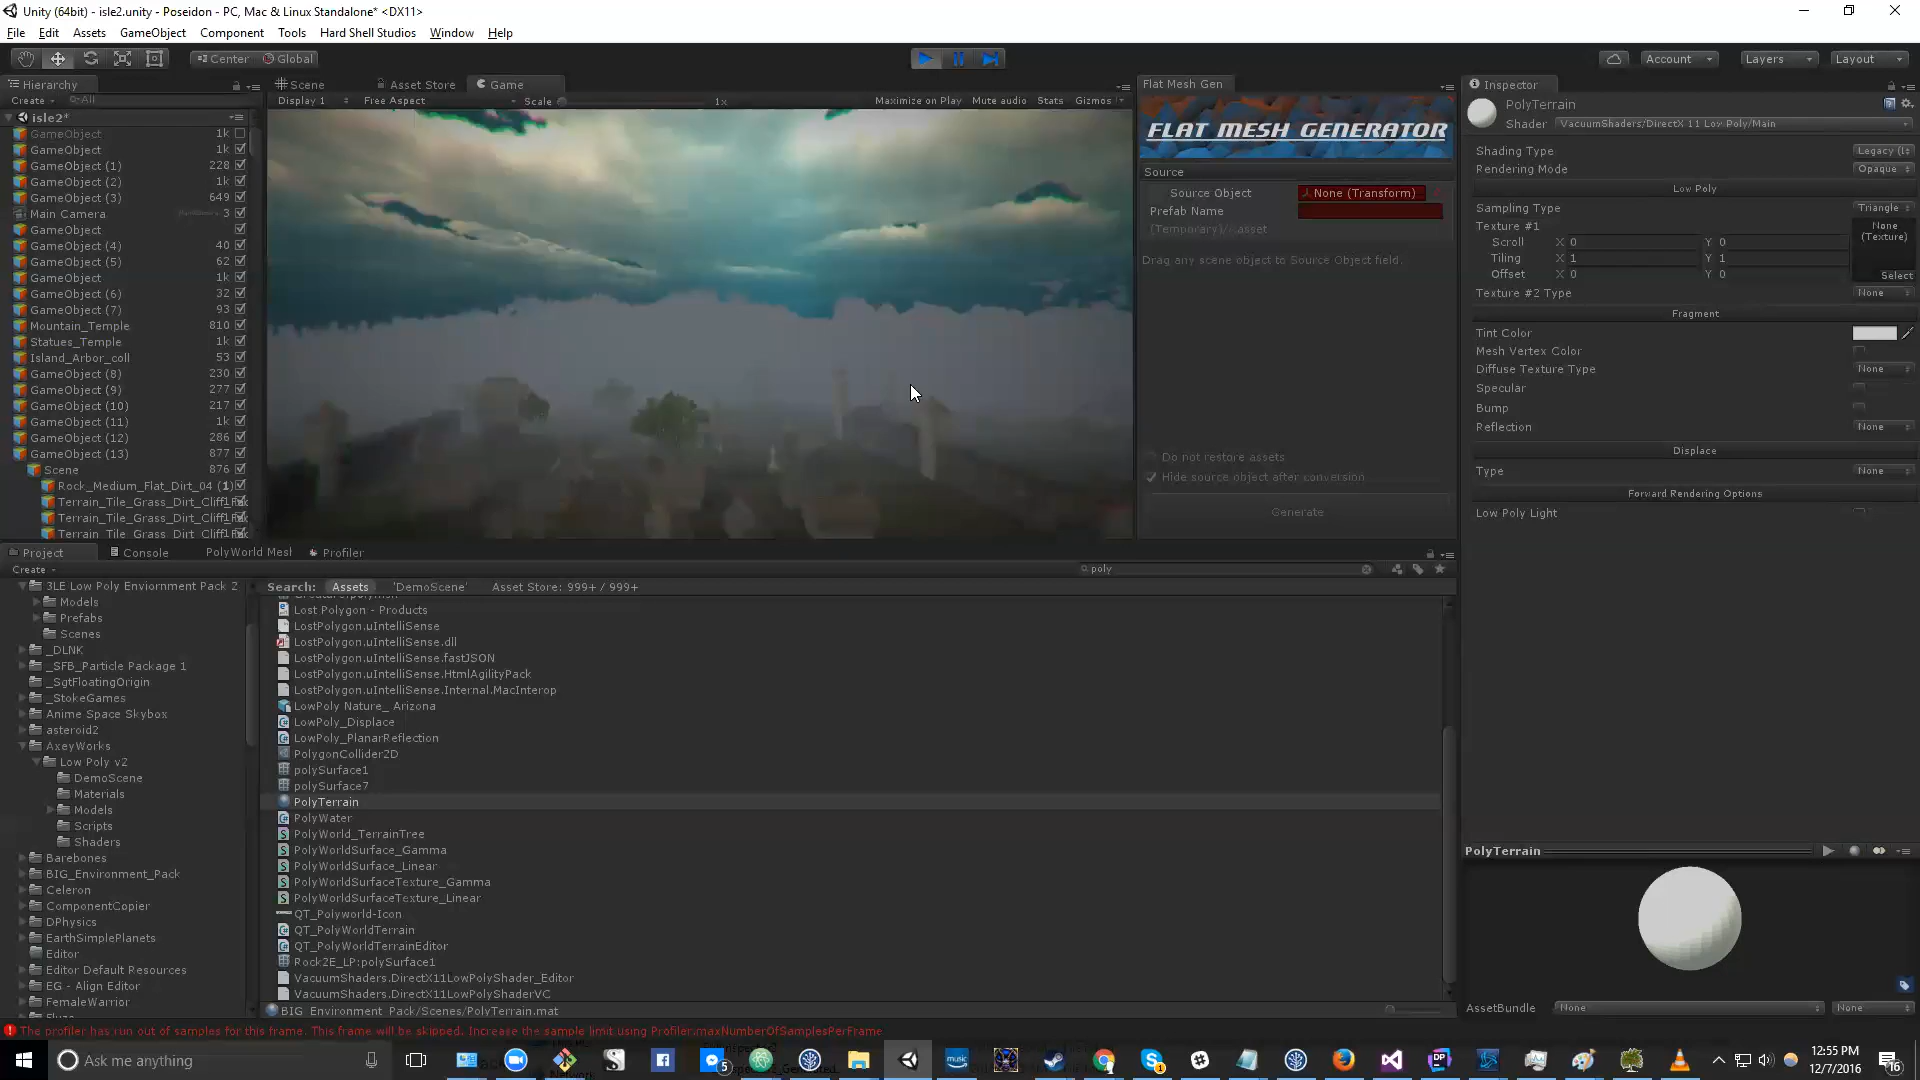 Unity (64bit) - isle2.unity - Poseidon - PC, Mac & Linux Standalone* <DX11>
File Edit Assets GameObject Component Tools Hard Shell Studios Window Help
Center Global
Account Layers Layout
Hierarchy
Create All
isle2*
GameObject 1k
GameObject 1k
GameObject (1) 228
GameObject (2) 1k
GameObject (3) 649
Main Camera 3
GameObject
GameObject (4) 40
GameObject (5) 62
GameObject 1k
GameObject (6) 32
GameObject (7) 93
Mountain_Temple 810
Statues_Temple 1k
Island_Arbor_coll 53
GameObject (8) 230
GameObject (9) 277
GameObject (10) 217
GameObject (11) 1k
GameObject (12) 286
GameObject (13) 877
Scene 876
Rock_Medium_Flat_Dirt_04 (1)
Terrain_Tile_Grass_Dirt_Cliff
Terrain_Tile_Grass_Dirt_Cliff
Terrain_Tile_Grass_Dirt_Cliff
Scene Asset Store Game
Display 1 Free Aspect Scale 1x Maximize on Play Mute audio Stats Gizmos
Flat Mesh Gen
FLAT MESH GENERATOR
Source
Source Object None (Transform)
Prefab Name
(Temporary)/<asset
Drag any scene object to Source Object field.
Do not restore assets
Hide source object after conversion
Generate
Inspector
PolyTerrain
Shader VacuumShaders/DirectX 11 Low Poly/Main
Shading Type Legacy (L
Rendering Mode Opaque
Low Poly
Sampling Type Triangle
Texture #1
None (Texture)
Scroll X 0 Y 0
Tiling X 1 Y 1
Offset X 0 Y 0
Select
Texture #2 Type None
Fragment
Tint Color
Mesh Vertex Color
Diffuse Texture Type None
Specular
Bump
Reflection None
Displace
Type None
Forward Rendering Options
Low Poly Light
PolyTerrain
AssetBundle None None
Project Console PolyWorld Mesl Profiler
Create poly
3LE Low Poly Enviornment Pack 2
Models
Prefabs
Scenes
_DLNK
_SFB_Particle Package 1
_SgtFloatingOrigin
_StokeGames
Anime Space Skybox
asteroid2
AxeyWorks
Low Poly v2
DemoScene
Materials
Models
Scripts
Shaders
Barebones
BIG_Environment_Pack
Celeron
ComponentCopier
DPhysics
EarthSimplePlanets
Editor
Editor Default Resources
EG - Align Editor
FemaleWarrior
Search: Assets 'DemoScene' Asset Store: 999+ / 999+
Lost Polygon - Products
LostPolygon.uIntelliSense
LostPolygon.uIntelliSense.dll
LostPolygon.uIntelliSense.fastJSON
LostPolygon.uIntelliSense.HtmlAgilityPack
LostPolygon.uIntelliSense.Internal.MacInterop
LowPoly Nature_ Arizona
LowPoly_Displace
LowPoly_PlanarReflection
PolygonCollider2D
polySurface1
polySurface7
PolyTerrain
PolyWater
PolyWorld_TerrainTree
PolyWorldSurface_Gamma
PolyWorldSurface_Linear
PolyWorldSurfaceTexture_Gamma
PolyWorldSurfaceTexture_Linear
QT_Polyworld-Icon
QT_PolyWorldTerrain
QT_PolyWorldTerrainEditor
Rock2E_LP:polySurface1
VacuumShaders.DirectX11LowPolyShader_Editor
VacuumShaders.DirectX11LowPolyShaderVC
BIG_Environment_Pack/Scenes/PolyTerrain.mat
The profiler has run out of samples for this frame. This frame will be skipped. Increase the sample limit using Profiler.maxNumberOfSamplesPerFrame
Ask me anything
music
12:55 PM
12/7/2016
16